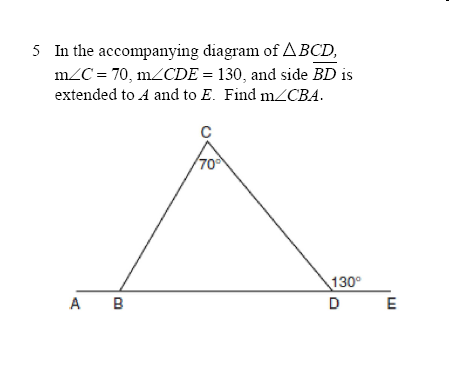 5 In the accompanying diagram of △BCD,
m∠C = 70, m∠CDE = 130, and side BD is
extended to A and to E. Find m∠CBA.
C
70°
130°
A B D E